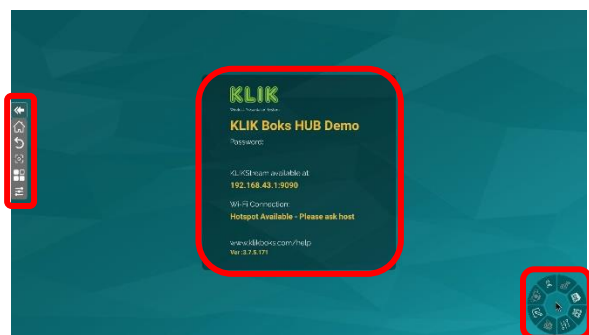 KLIK
KLIK Boks HUB Demo
Password:
KLIKStream available at:
192.168.43.1:9090
Wi-Fi Connection:
Hotspot Available - Please ask host
www.klikboks.com/help
Ver :3.7.5.171